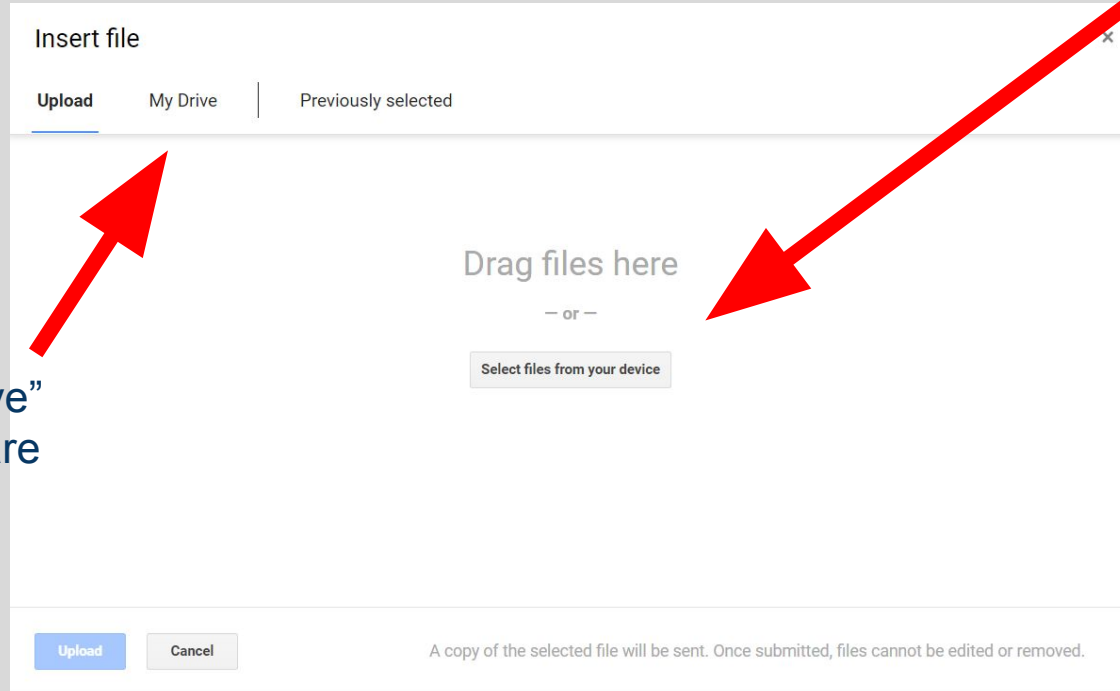 Insert file
×
Upload My Drive Previously selected
Drag files here
— or —
Select files from your device
e”
re
Upload Cancel A copy of the selected file will be sent. Once submitted, files cannot be edited or removed.